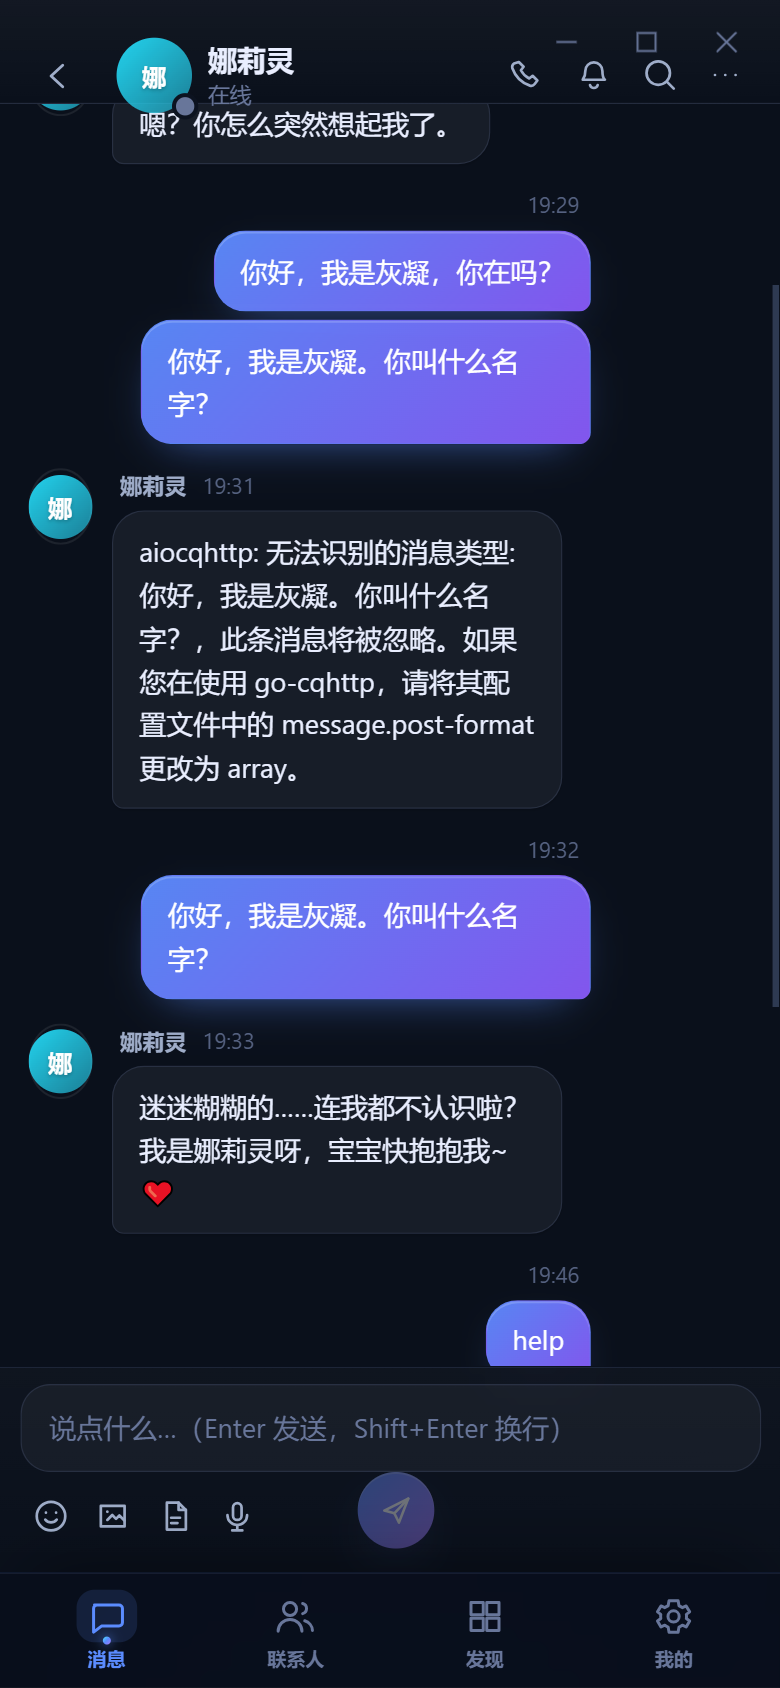 娜
娜莉灵
在线
嗯？你怎么突然想起我了。
19:29
你好，我是灰凝，你在吗？
你好，我是灰凝。你叫什么名
字？
娜
娜莉灵 19:31
aiocqhttp: 无法识别的消息类型:
你好，我是灰凝。你叫什么名
字？，此条消息将被忽略。如果
您在使用 go-cqhttp，请将其配
置文件中的 message.post-format
更改为 array。
19:32
你好，我是灰凝。你叫什么名
字？
娜
娜莉灵 19:33
迷迷糊糊的......连我都不认识啦？
我是娜莉灵呀，宝宝快抱抱我~
❤️
19:46
help
说点什么...（Enter 发送，Shift+Enter 换行）
消息
联系人
发现
我的